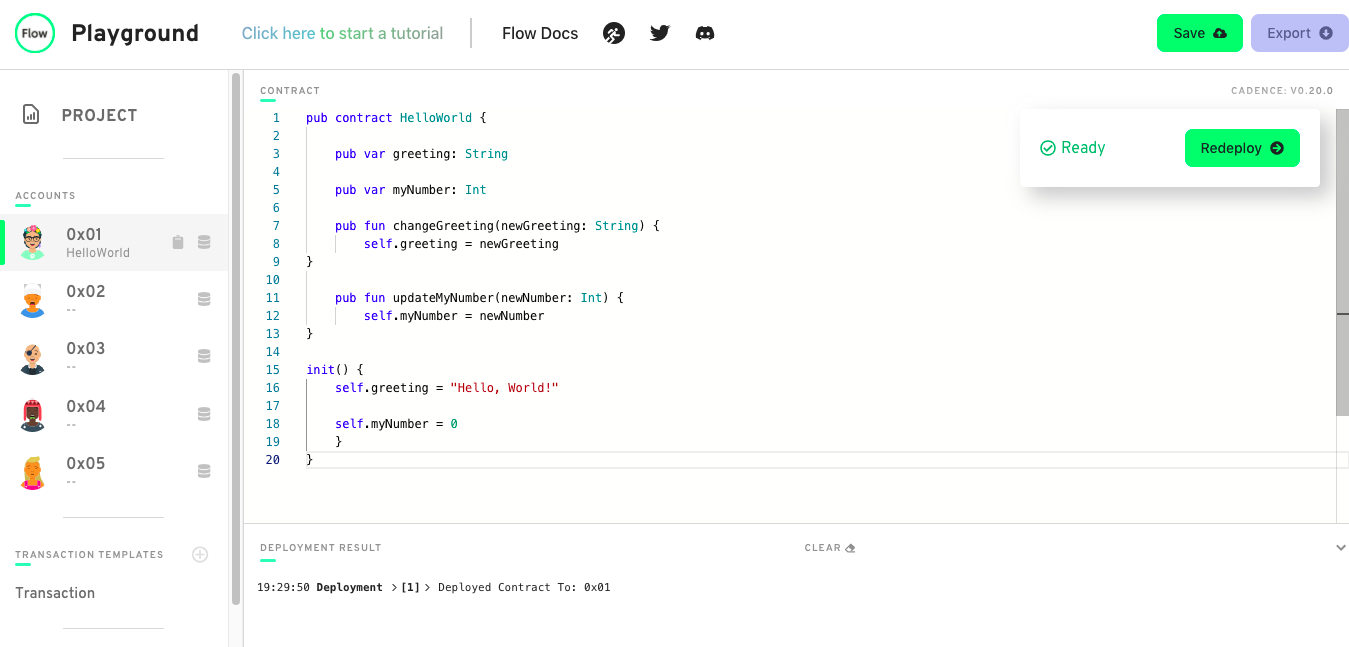 Flow Playground Click here to start a tutorial Flow Docs Save Export
PROJECT
ACCOUNTS
0x01
HelloWorld
0x02
--
0x03
--
0x04
--
0x05
--
TRANSACTION TEMPLATES
Transaction
CONTRACT CADENCE: V0.20.0
Ready Redeploy
1 pub contract HelloWorld {
2
3     pub var greeting: String
4
5     pub var myNumber: Int
6
7     pub fun changeGreeting(newGreeting: String) {
8         self.greeting = newGreeting
9 }
10
11     pub fun updateMyNumber(newNumber: Int) {
12         self.myNumber = newNumber
13 }
14
15 init() {
16     self.greeting = "Hello, World!"
17
18     self.myNumber = 0
19     }
20 }
DEPLOYMENT RESULT CLEAR
19:29:50 Deployment > [1] > Deployed Contract To: 0x01